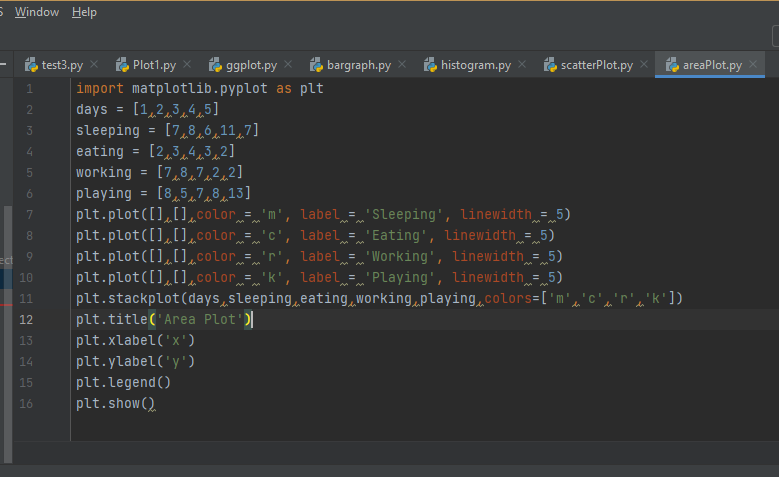 S Window Help
test3.py Plot1.py ggplot.py bargraph.py histogram.py scatterPlot.py areaPlot.py
1 import matplotlib.pyplot as plt
2 days = [1,2,3,4,5]
3 sleeping = [7,8,6,11,7]
4 eating = [2,3,4,3,2]
5 working = [7,8,7,2,2]
6 playing = [8,5,7,8,13]
7 plt.plot([],[],color = 'm', label = 'Sleeping', linewidth = 5)
8 plt.plot([],[],color = 'c', label = 'Eating', linewidth = 5)
9 plt.plot([],[],color = 'r', label = 'Working', linewidth = 5)
10 plt.plot([],[],color = 'k', label = 'Playing', linewidth = 5)
11 plt.stackplot(days,sleeping,eating,working,playing,colors=['m','c','r','k'])
12 plt.title('Area Plot')
13 plt.xlabel('x')
14 plt.ylabel('y')
15 plt.legend()
16 plt.show()
ect